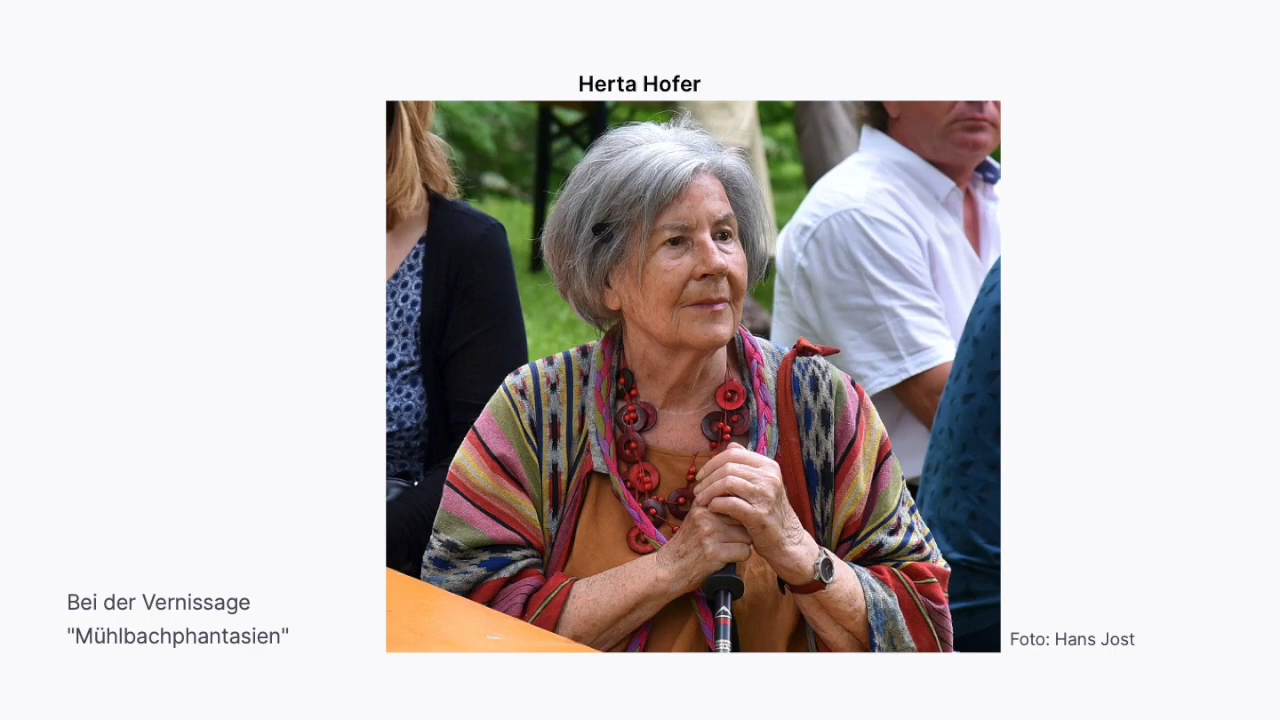 Herta Hofer
Bei der Vernissage
"Mühlbachphantasien"
Foto: Hans Jost